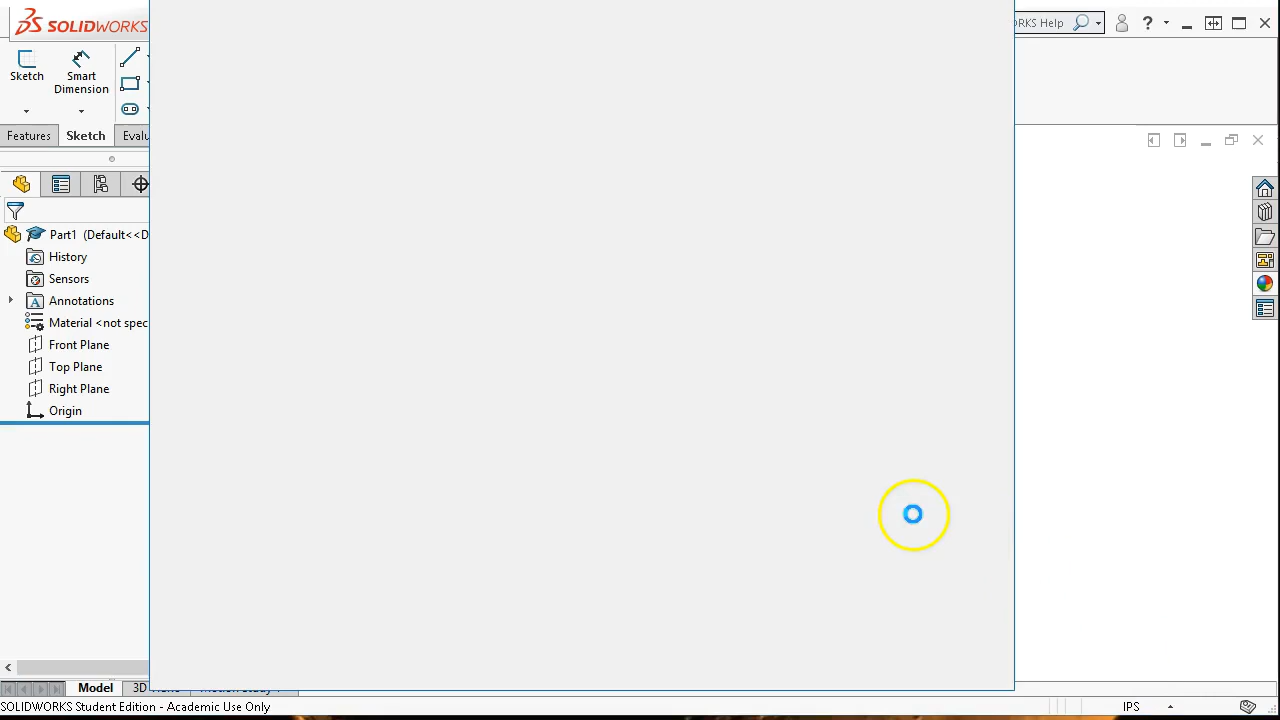 SOLIDWORKS
RKS Help
?
Sketch
Smart
Dimension
Features
Sketch
Evalu
Part1 (Default<<D
History
Sensors
A
Annotations
Material <not spec
Front Plane
Top Plane
Right Plane
Origin
Model
3D
SOLIDWORKS Student Edition - Academic Use Only
IPS